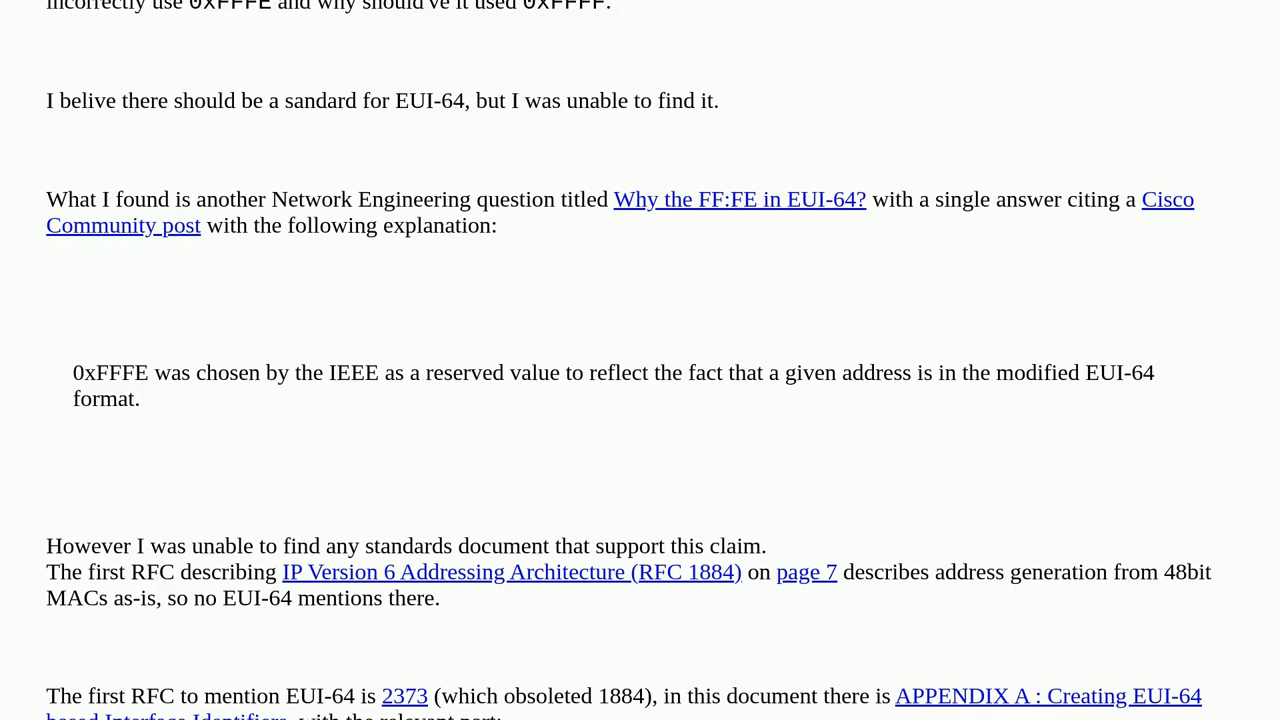 incorrectly use 0xFFFE and why should've it used 0xFFFF.
I belive there should be a sandard for EUI-64, but I was unable to find it.
What I found is another Network Engineering question titled Why the FF:FE in EUI-64? with a single answer citing a Cisco
Community post with the following explanation:
0xFFFE was chosen by the IEEE as a reserved value to reflect the fact that a given address is in the modified EUI-64
format.
However I was unable to find any standards document that support this claim.
The first RFC describing IP Version 6 Addressing Architecture (RFC 1884) on page 7 describes address generation from 48bit
MACs as-is, so no EUI-64 mentions there.
The first RFC to mention EUI-64 is 2373 (which obsoleted 1884), in this document there is APPENDIX A : Creating EUI-64
based Interface Identifiers, with the relevant part: